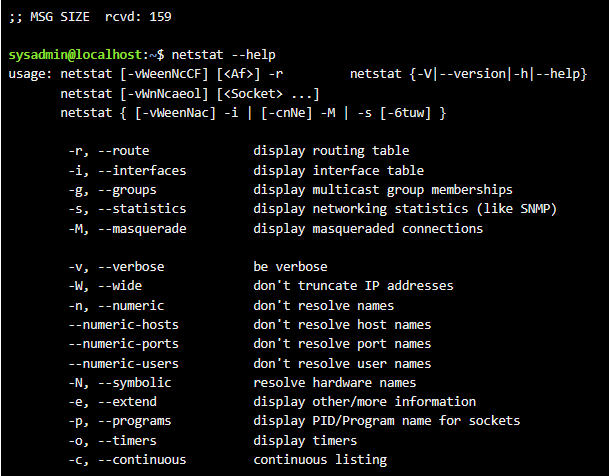 ;; MSG SIZE  rcvd: 159
sysadmin@localhost:~$ netstat --help
usage: netstat [-vWeenNcCF] [<Af>] -r         netstat {-V|--version|-h|--help}
       netstat [-vWnNcaeol] [<Socket> ...]
       netstat { [-vWeenNac] -i | [-cnNe] -M | -s [-6tuw] }
        -r, --route              display routing table
        -i, --interfaces         display interface table
        -g, --groups             display multicast group memberships
        -s, --statistics         display networking statistics (like SNMP)
        -M, --masquerade         display masqueraded connections
        -v, --verbose            be verbose
        -W, --wide               don't truncate IP addresses
        -n, --numeric            don't resolve names
        --numeric-hosts          don't resolve host names
        --numeric-ports          don't resolve port names
        --numeric-users          don't resolve user names
        -N, --symbolic           resolve hardware names
        -e, --extend             display other/more information
        -p, --programs           display PID/Program name for sockets
        -o, --timers             display timers
        -c, --continuous         continuous listing